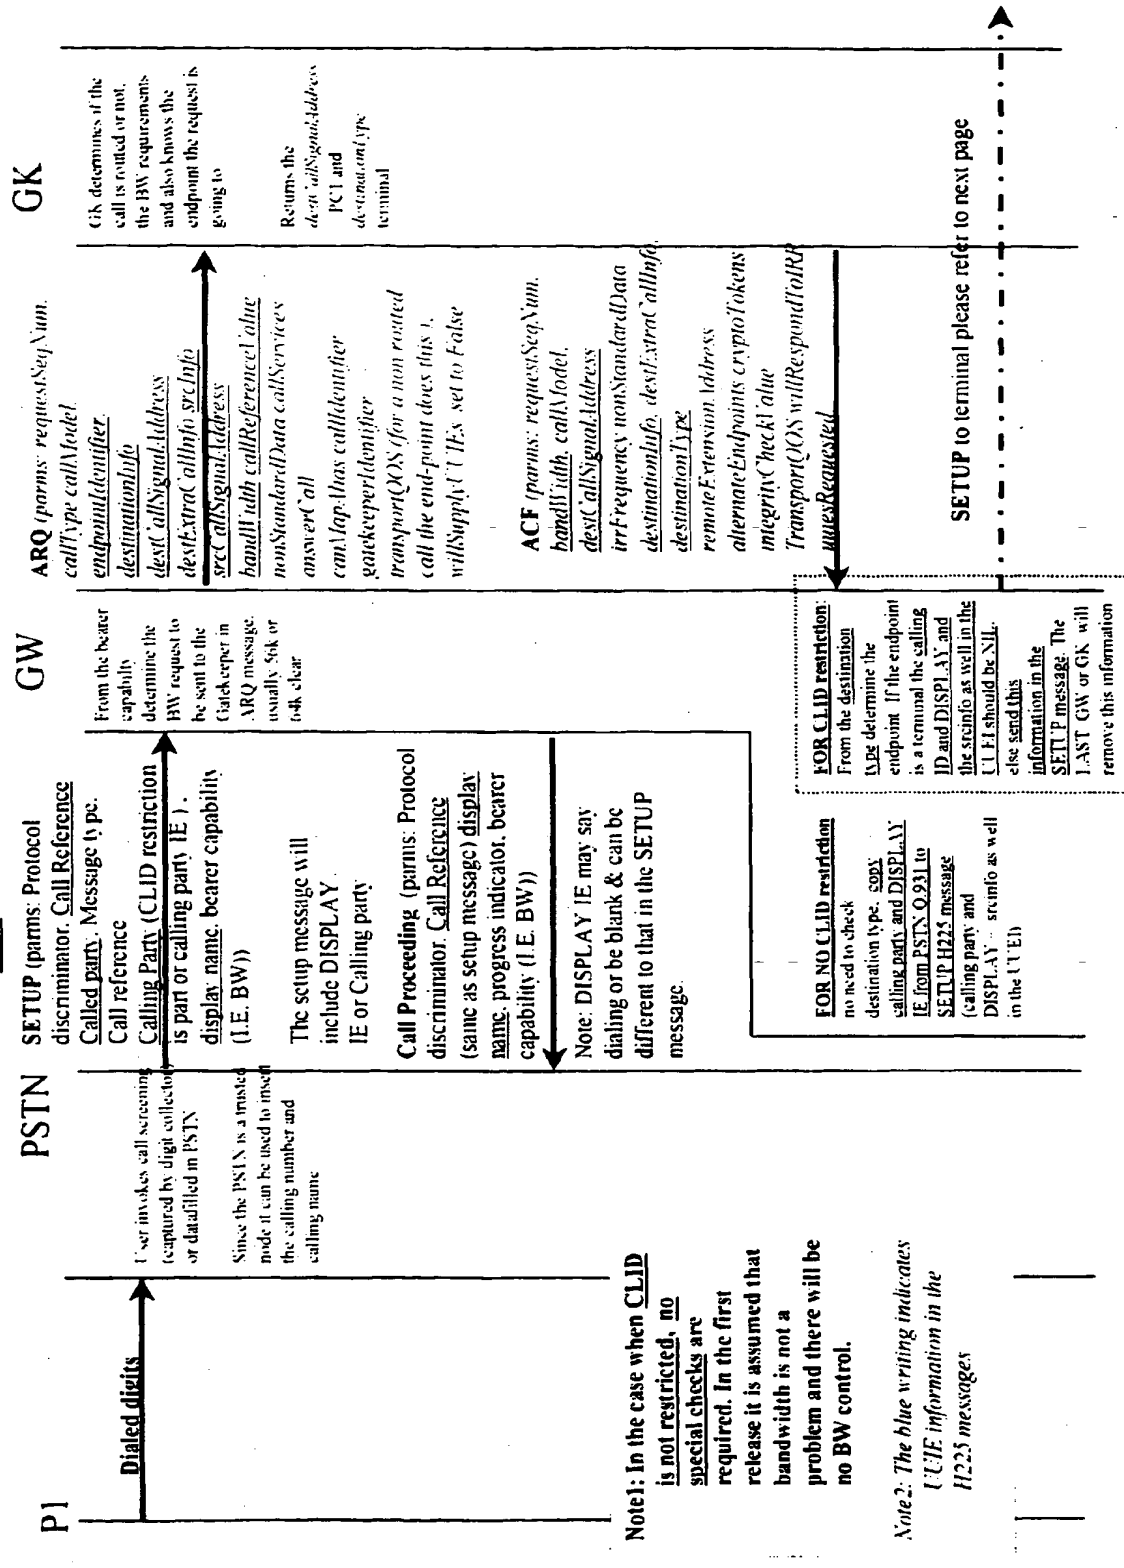 P1
PSTN
GW
GK
Dialed digits
User invokes call screening
(captured by digit collector)
or datafilled in PSTN
Since the PSTN is a trusted
node it can be used to insert
the calling number and
calling name
SETUP (parms: Protocol
discriminator. Call Reference
Called party. Message type.
Call reference
Calling Party (CLID restriction
is part or calling party IE ) .
display name. bearer capability
(I.E. BW))
The setup message will
include DISPLAY
IE or Calling party
Call Proceeding (parms: Protocol
discriminator. Call Reference
(same as setup message) display
name. progress indicator. bearer
capability (I.E. BW))
Note: DISPLAY IE may say
dialing or be blank & can be
different to that in the SETUP
message.
From the bearer
capabilty
determine the
BW request to
be sent to the
Gatekeeper in
ARQ message.
usually 56k or
64k clear
ARQ (parms: requestSeqNum.
callType callModel.
endpointIdentifier
destinationInfo
destCallSignalAddress
destExtraCallInfo srcInfo
srcCallSignalAddress
bandWidth callReferenceValue
nonStandardData callServices
answerCall
canMapAlias callIdentifier
gatekeeperIdentifier
transportQOS (for a non routed
call the end-point does this ).
willSupplyUUIEs set to False
GK determines if the
call is routed or not.
the BW requirements
and also knows the
endpoint the request is
going to
Returns the
destCallSignalAddress
PC1 and
destinationType
terminal
ACF (parms: requestSeqNum.
bandWidth. callModel.
destCallSignalAddress
irrFrequency nonStandardData
destinationInfo. destExtraCallInfo.
destinationType
remoteExtensionAddress
alternateEndpoints cryptoTokens
integrityCheckValue
TransportQOS willRespondToIRR
uuiesRequested
SETUP to terminal please refer to next page
FOR NO CLID restriction
no need to check
destination type. copy
calling party and DISPLAY
IE from PSTN Q.931 to
SETUP H225 message
(calling party and
DISPLAY - srcinfo as well
in the UUEI)
FOR CLID restriction:
From the destination
type determine the
endpoint If the endpoint
is a terminal the calling
ID and DISPLAY and
the srcinfo as well in the
UUEI should be NIL.
else send this
information in the
SETUP message. The
LAST GW or GK will
remove this information
Note1: In the case when CLID
is not restricted, no
special checks are
required. In the first
release it is assumed that
bandwidth is not a
problem and there will be
no BW control.
Note2: The blue writing indicates
UUIE information in the
H225 messages